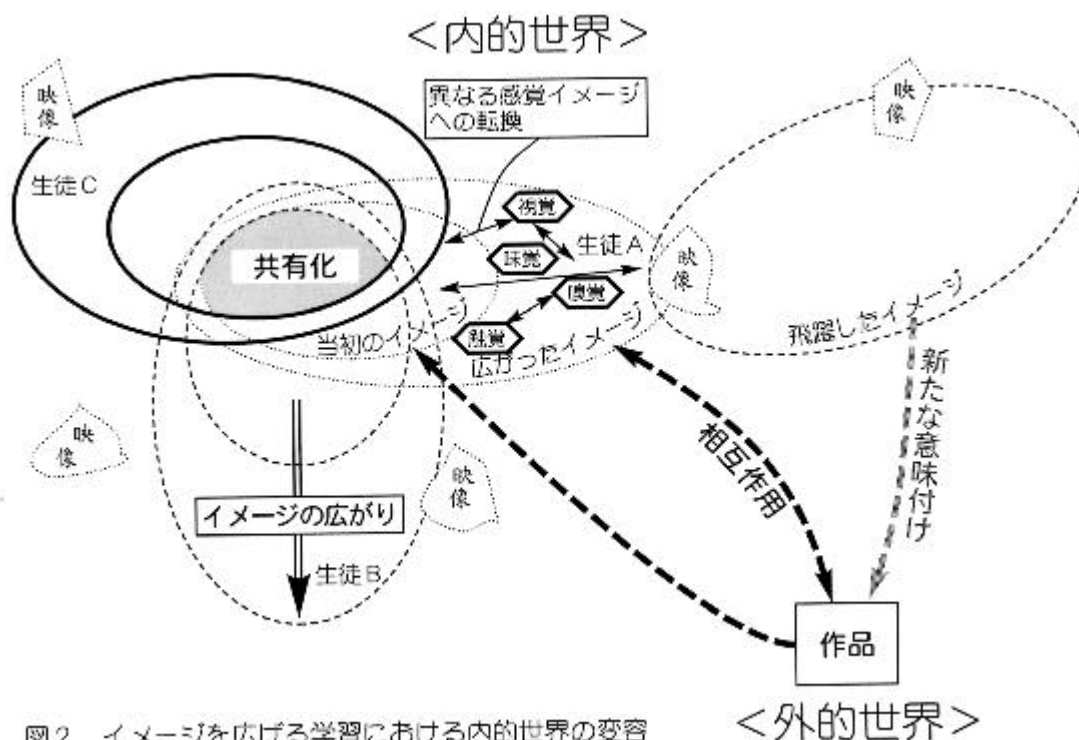 ＜内的世界＞
映
像
異なる感覚イメージ
への転換
映
像
生徒C
視覚
生徒A
味覚
映
像
共有化
嗅覚
触覚
当初のイメージ
広がったイメージ
飛躍したイメージ
新たな意味付け
相互作用
映
像
映
像
イメージの広がり
生徒B
作品
＜外的世界＞
図2　イメージを広げる学習における内的世界の変容